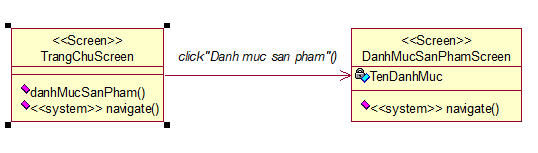 <<Screen>>
TrangChuScreen
danhMucSanPham()
<<system>> navigate()
click"Danh muc san pham"()
<<Screen>>
DanhMucSanPhamScreen
TenDanhMuc
<<system>> navigate()